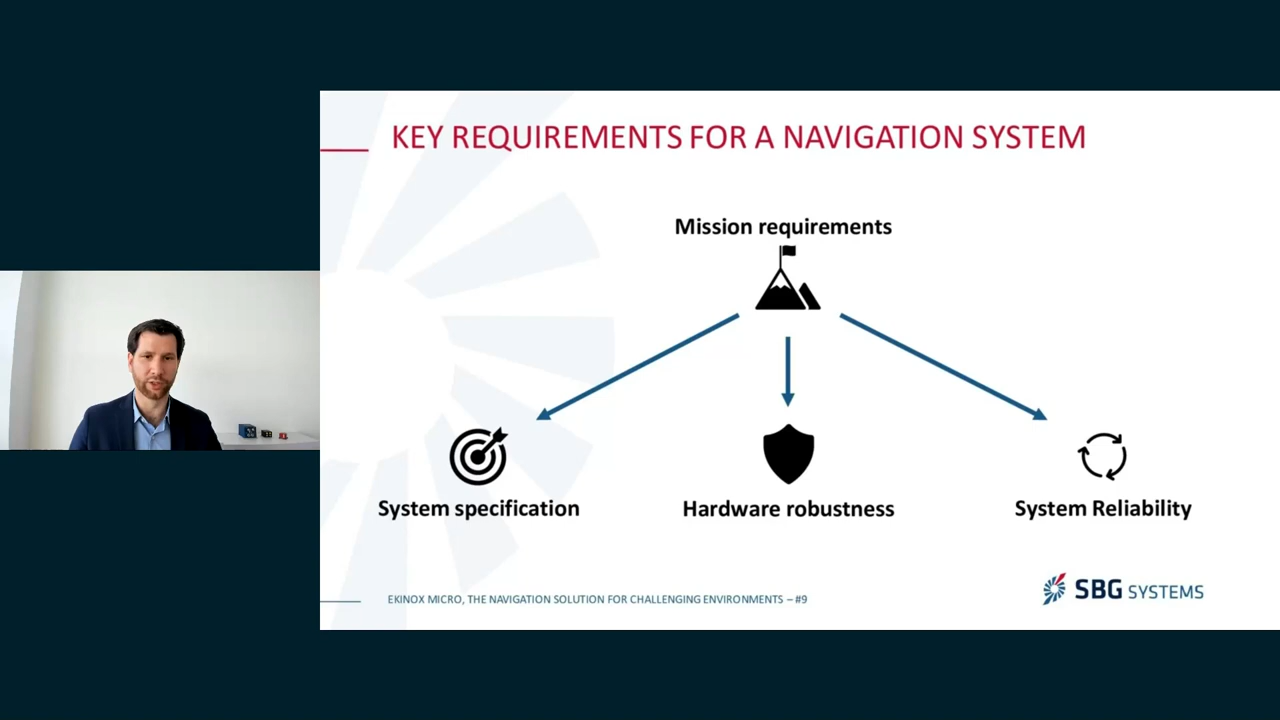 KEY REQUIREMENTS FOR A NAVIGATION SYSTEM
Mission requirements
System specification
Hardware robustness
System Reliability
EKINOX MICRO, THE NAVIGATION SOLUTION FOR CHALLENGING ENVIRONMENTS – #9
SBG SYSTEMS